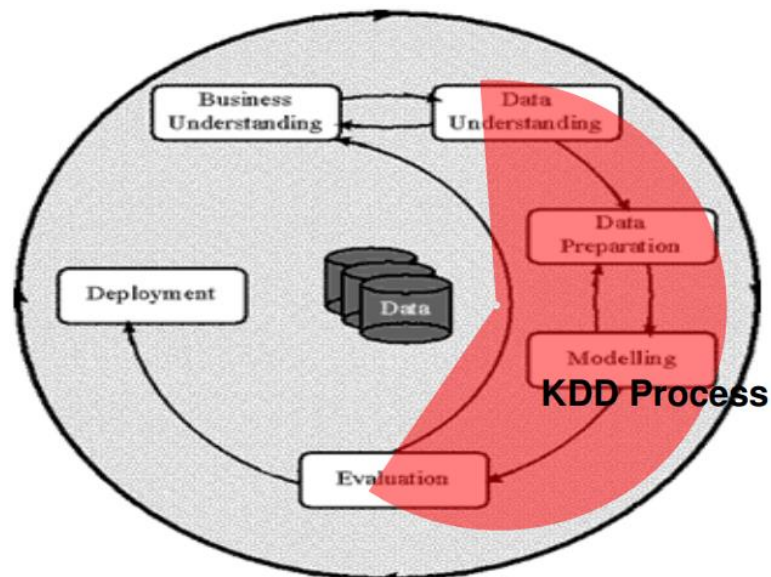 Business
Understanding
Data
Understanding
Data
Preparation
Deployment
Data
Modelling
KDD Process
Evaluation